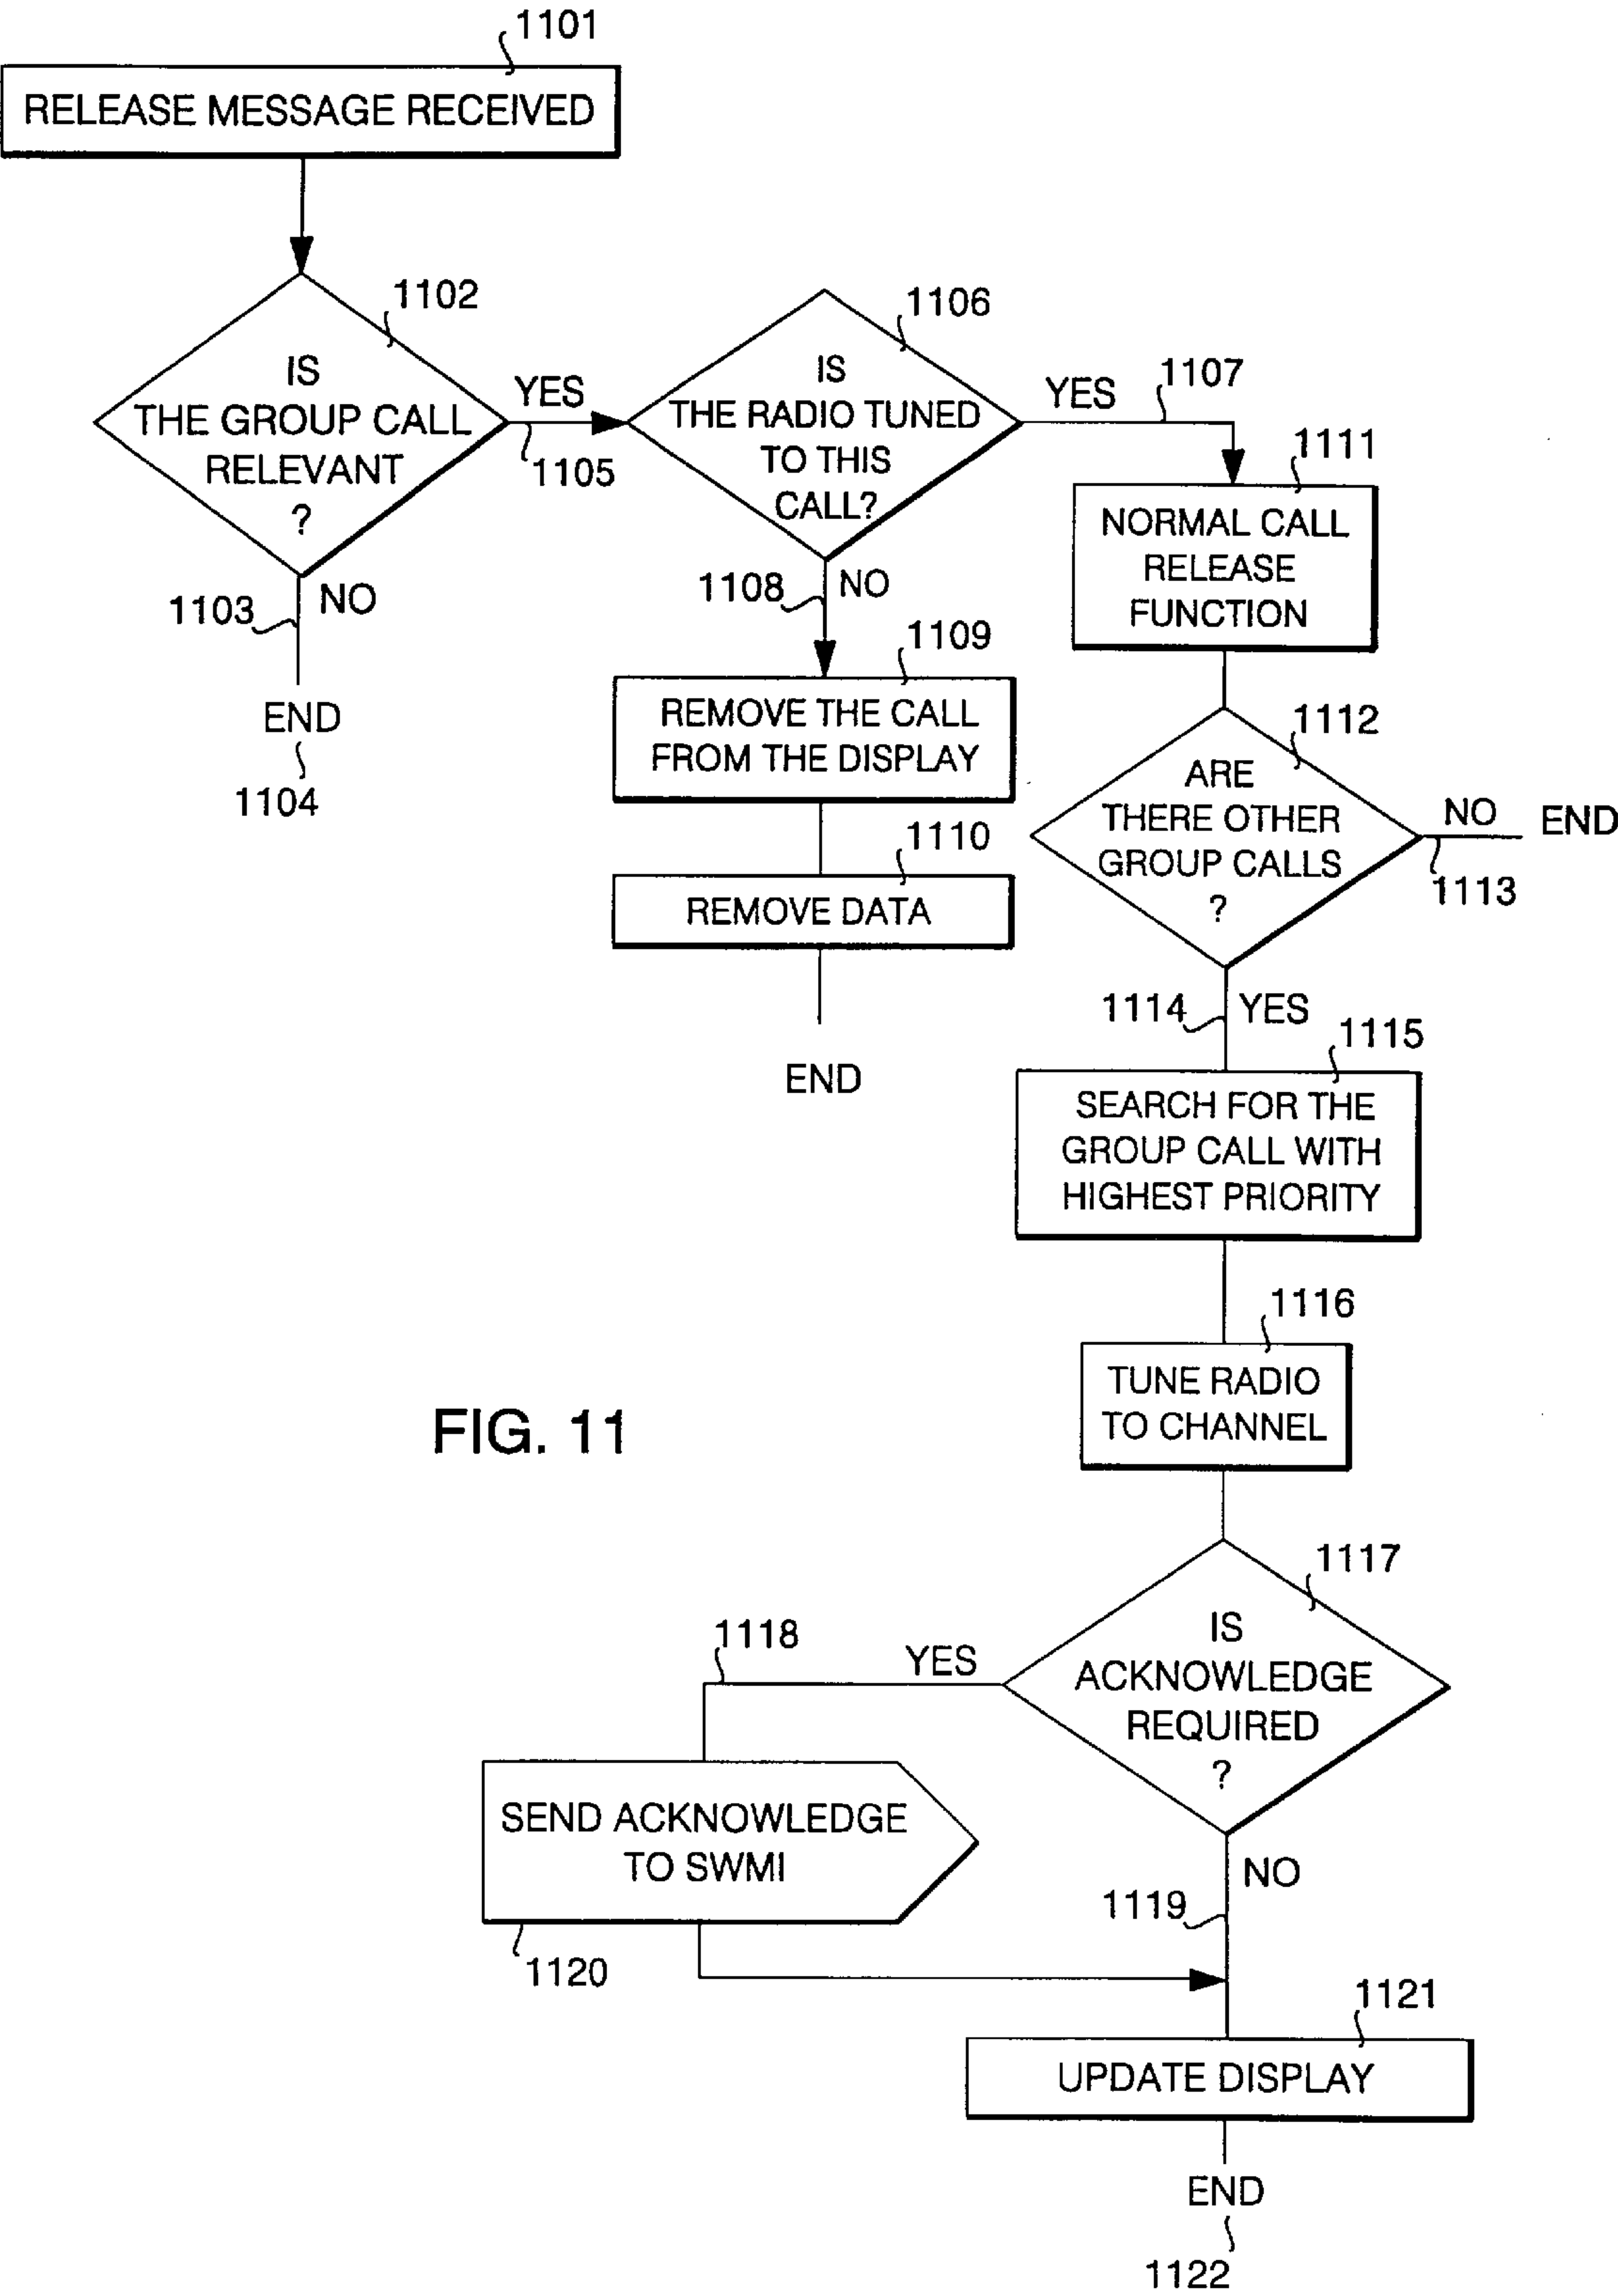 1101
RELEASE MESSAGE RECEIVED
1102
IS
THE GROUP CALL
RELEVANT
?
YES
1105
1103
NO
END
1104
1106
IS
THE RADIO TUNED
TO THIS
CALL?
YES
1107
1108
NO
1109
REMOVE THE CALL
FROM THE DISPLAY
1110
REMOVE DATA
END
1111
NORMAL CALL
RELEASE
FUNCTION
1112
ARE
THERE OTHER
GROUP CALLS
?
NO
END
1113
1114
YES
1115
SEARCH FOR THE
GROUP CALL WITH
HIGHEST PRIORITY
1116
TUNE RADIO
TO CHANNEL
FIG. 11
1117
IS
ACKNOWLEDGE
REQUIRED
?
YES
1118
SEND ACKNOWLEDGE
TO SWMI
1120
NO
1119
1121
UPDATE DISPLAY
END
1122